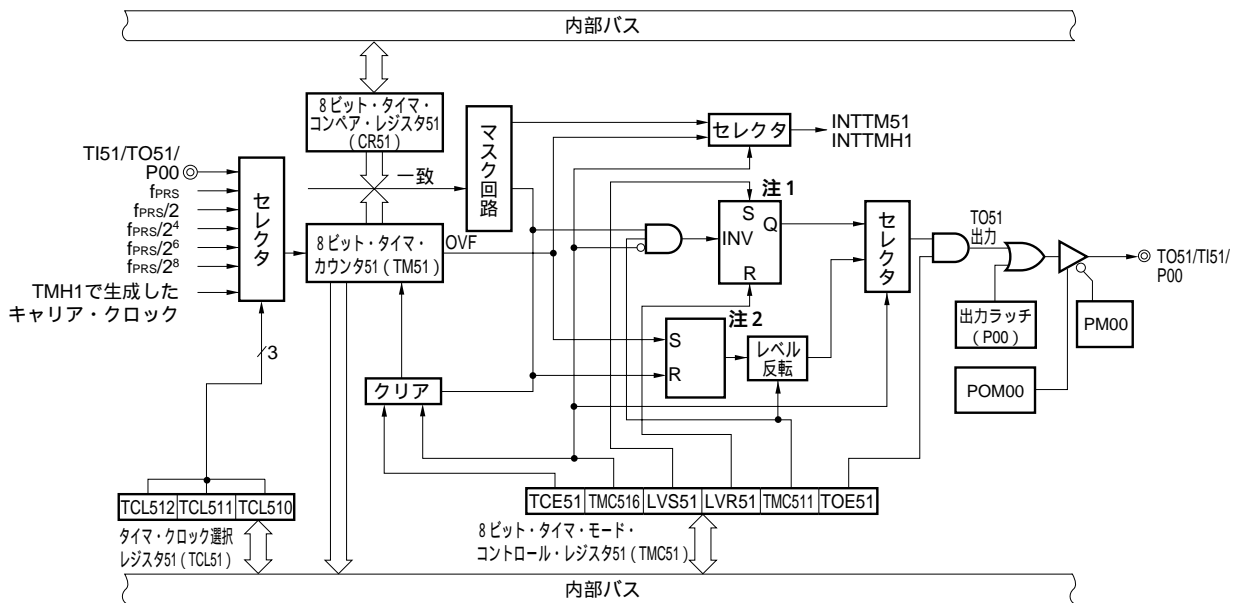 内部バス
8ビット・タイマ・
コンペア・レジスタ51
(CR51)
マスク回路
セレクタ
INTTM51
INTTMH1
TI51/TO51/
P00
fPRS
fPRS/2
fPRS/2⁴
fPRS/2⁶
fPRS/2⁸
TMH1で生成した
キャリア・クロック
セレクタ
一致
8ビット・タイマ・
カウンタ51(TM51)
OVF
注1
S
Q
INV
R
セレクタ
TO51
出力
TO51/TI51/
P00
出力ラッチ
(P00)
PM00
POM00
注2
S
R
レベル
反転
3
クリア
TCL512
TCL511
TCL510
タイマ・クロック選択
レジスタ51(TCL51)
TCE51
TMC516
LVS51
LVR51
TMC511
TOE51
8ビット・タイマ・モード・
コントロール・レジスタ51(TMC51)
内部バス